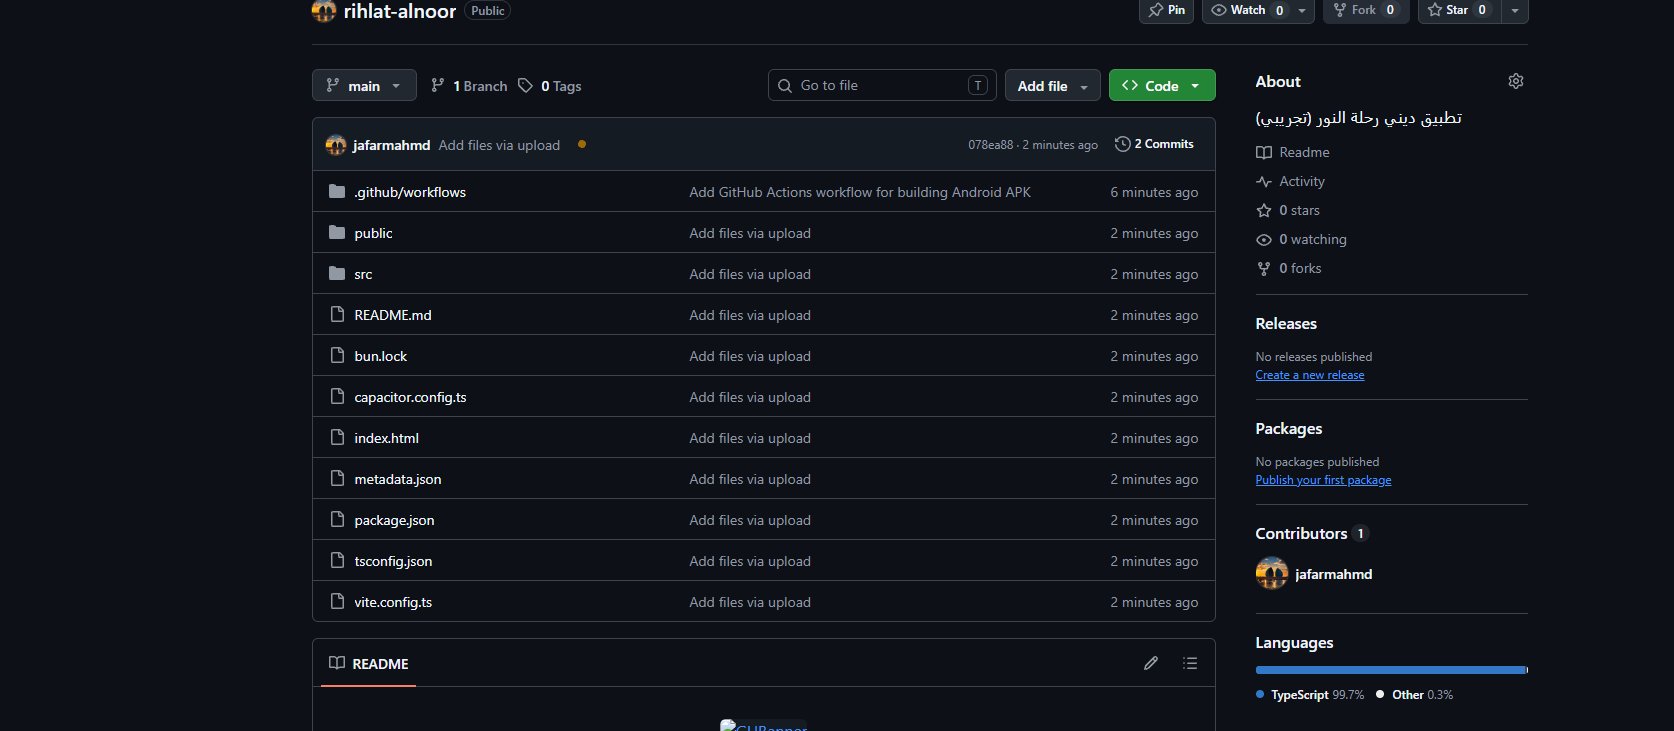 rihlat-alnoor Public
Pin Watch 0 Fork 0 Star 0
main 1 Branch 0 Tags Go to file T Add file Code
jafarmahmd Add files via upload 078ea88 · 2 minutes ago 2 Commits
.github/workflows Add GitHub Actions workflow for building Android APK 6 minutes ago
public Add files via upload 2 minutes ago
src Add files via upload 2 minutes ago
README.md Add files via upload 2 minutes ago
bun.lock Add files via upload 2 minutes ago
capacitor.config.ts Add files via upload 2 minutes ago
index.html Add files via upload 2 minutes ago
metadata.json Add files via upload 2 minutes ago
package.json Add files via upload 2 minutes ago
tsconfig.json Add files via upload 2 minutes ago
vite.config.ts Add files via upload 2 minutes ago
README
GHBanner
About
تطبيق ديني رحلة النور (تجريبي)
Readme
Activity
0 stars
0 watching
0 forks
Releases
No releases published
Create a new release
Packages
No packages published
Publish your first package
Contributors 1
jafarmahmd
Languages
TypeScript 99.7% Other 0.3%